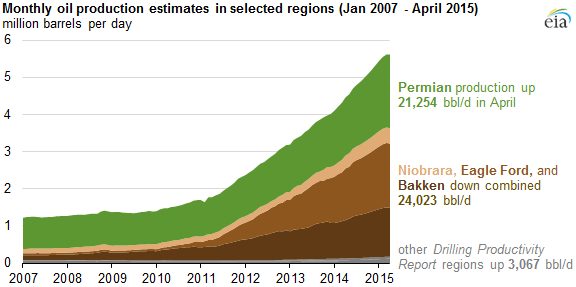 Monthly oil production estimates in selected regions (Jan 2007 - April 2015)
million barrels per day
eia
6
5
4
3
2
1
0
2007 2008 2009 2010 2011 2012 2013 2014 2015
Permian production up
21,254 bbl/d in April
Niobrara, Eagle Ford, and
Bakken down combined
24,023 bbl/d
other Drilling Productivity
Report regions up 3,067 bbl/d